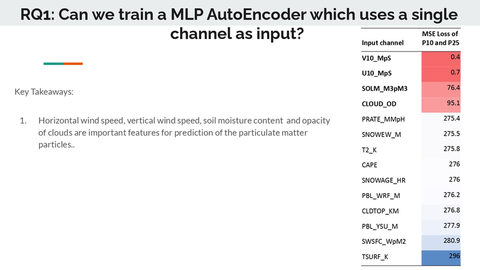 RQ1: Can we train a MLP AutoEncoder which uses a single
channel as input?
Key Takeaways:
1. Horizontal wind speed, vertical wind speed, soil moisture content and opacity
of clouds are important features for prediction of the particulate matter
particles..
Input channel MSE Loss of P10 and P25
V10_MpS 0.4
U10_MpS 0.7
SOLM_M3pM3 76.4
CLOUD_OD 95.1
PRATE_MMpH 275.4
SNOWEW_M 275.5
T2_K 275.8
CAPE 276
SNOWAGE_HR 276
PBL_WRF_M 276.2
CLDTOP_KM 276.8
PBL_YSU_M 277.9
SWSFC_WpM2 280.9
TSURF_K 296